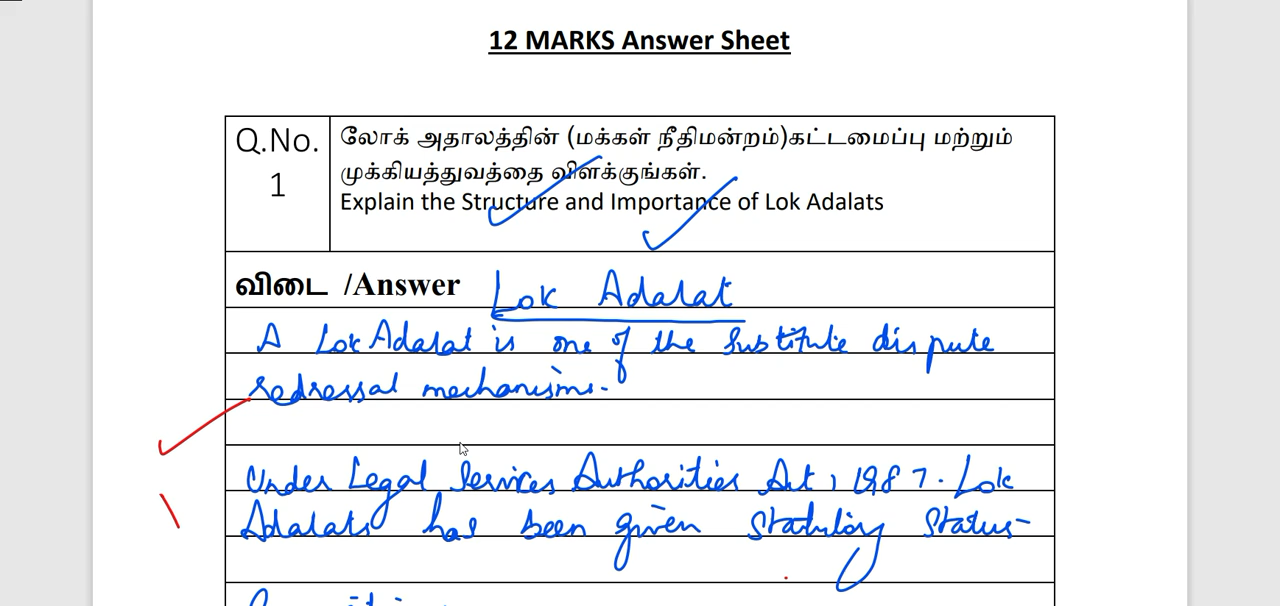 12 MARKS Answer Sheet
Q.No.
1
லோக் அதாலத்தின் (மக்கள் நீதிமன்றம்)கட்டமைப்பு மற்றும்
முக்கியத்துவத்தை விளக்குங்கள்.
Explain the Structure and Importance of Lok Adalats
விடை /Answer Lok Adalat
A Lok Adalat is one of the Substitute dispute
redressal mechanisms.
Under Legal Services Authorities Act, 1987. Lok
Adalats has been given Statutory Status-